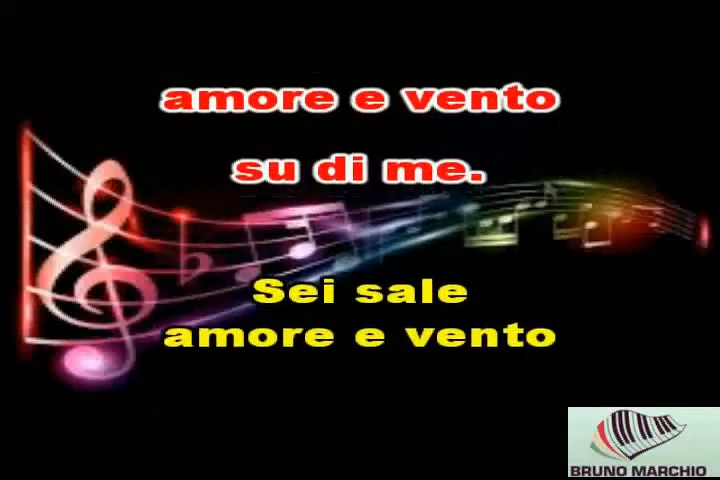 amore e vento
su di me.
Sei sale
amore e vento
BRUNO MARCHIO